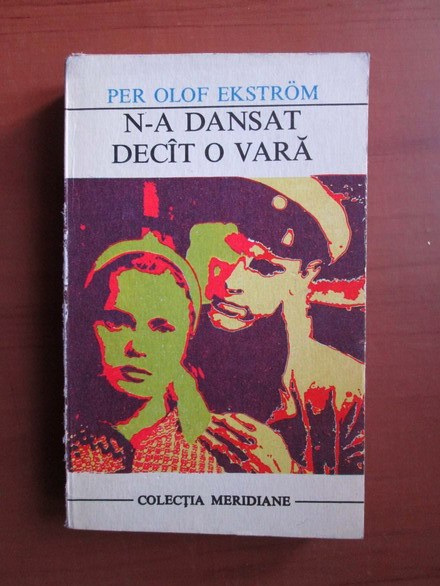 PER OLOF EKSTRÖM
N-A DANSAT
DECÎT O VARĂ
COLECȚIA MERIDIANE